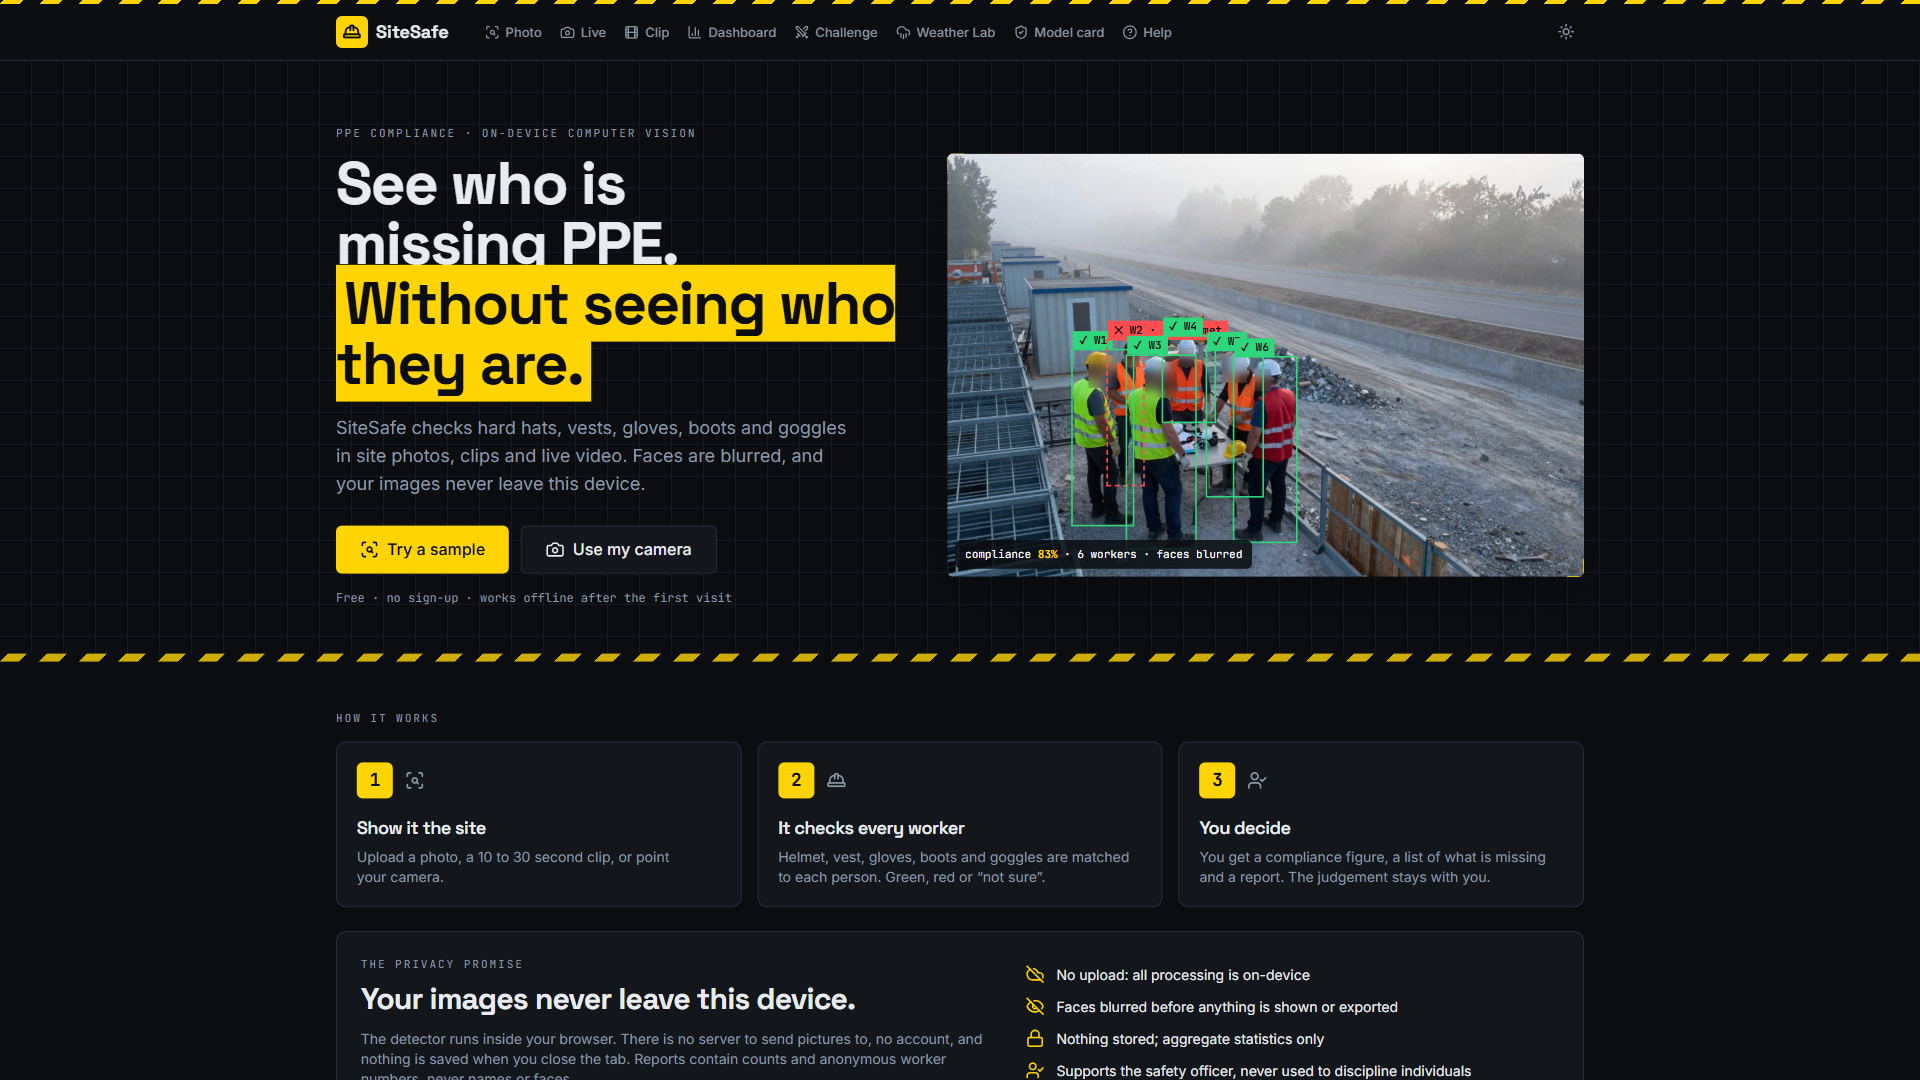 SiteSafe
Photo
Live
Clip
Dashboard
Challenge
Weather Lab
Model card
Help
PPE COMPLIANCE · ON-DEVICE COMPUTER VISION
See who is
missing PPE.
Without seeing who
they are.
SiteSafe checks hard hats, vests, gloves, boots and goggles
in site photos, clips and live video. Faces are blurred, and
your images never leave this device.
Try a sample
Use my camera
Free · no sign-up · works offline after the first visit
✓ W1
✕ W2 ·
✓ W3
✓ W4
✓ W6
compliance 83% · 6 workers · faces blurred
HOW IT WORKS
1
Show it the site
Upload a photo, a 10 to 30 second clip, or point
your camera.
2
It checks every worker
Helmet, vest, gloves, boots and goggles are matched
to each person. Green, red or “not sure”.
3
You decide
You get a compliance figure, a list of what is missing
and a report. The judgement stays with you.
THE PRIVACY PROMISE
Your images never leave this device.
The detector runs inside your browser. There is no server to send pictures to, no account, and
nothing is saved when you close the tab. Reports contain counts and anonymous worker
numbers, never names or faces.
No upload: all processing is on-device
Faces blurred before anything is shown or exported
Nothing stored; aggregate statistics only
Supports the safety officer, never used to discipline individuals